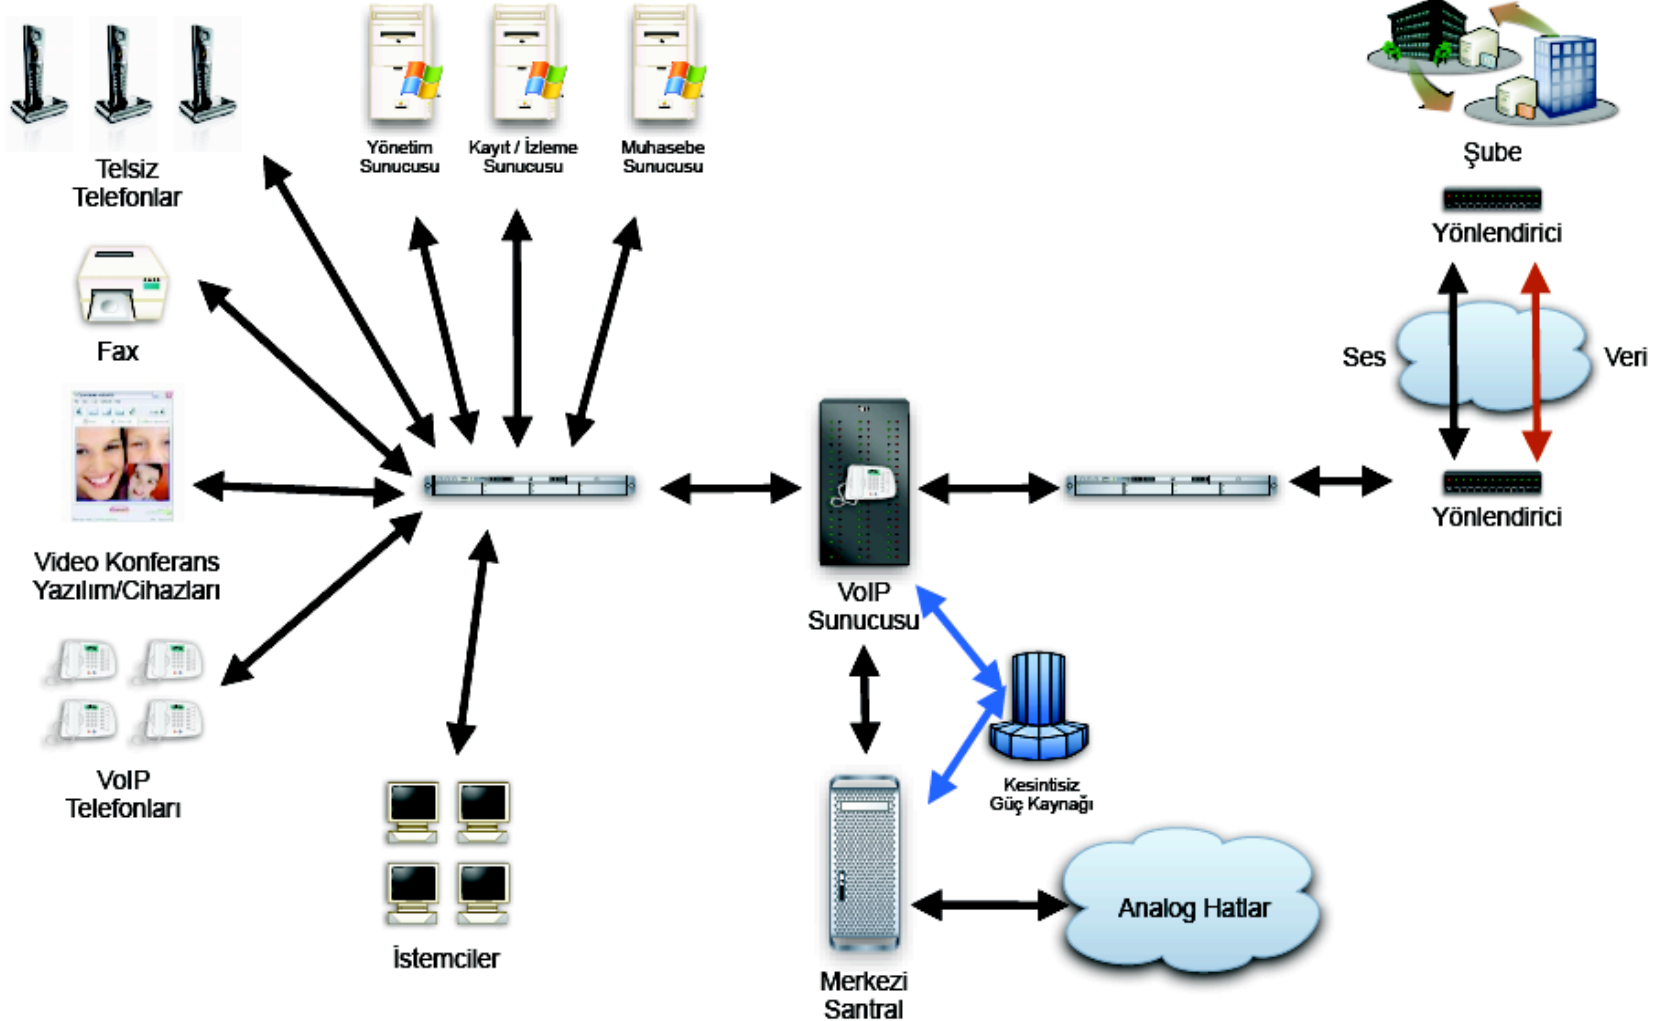 Telsiz
Telefonlar
Yönetim
Sunucusu
Kayıt / İzleme
Sunucusu
Muhasebe
Sunucusu
Şube
Yönlendirici
Fax
Ses
Veri
Video Konferans
Yazılım/Cihazları
Yönlendirici
VoIP
Sunucusu
VoIP
Telefonları
Kesintisiz
Güç Kaynağı
İstemciler
Analog Hatlar
Merkezi
Santral